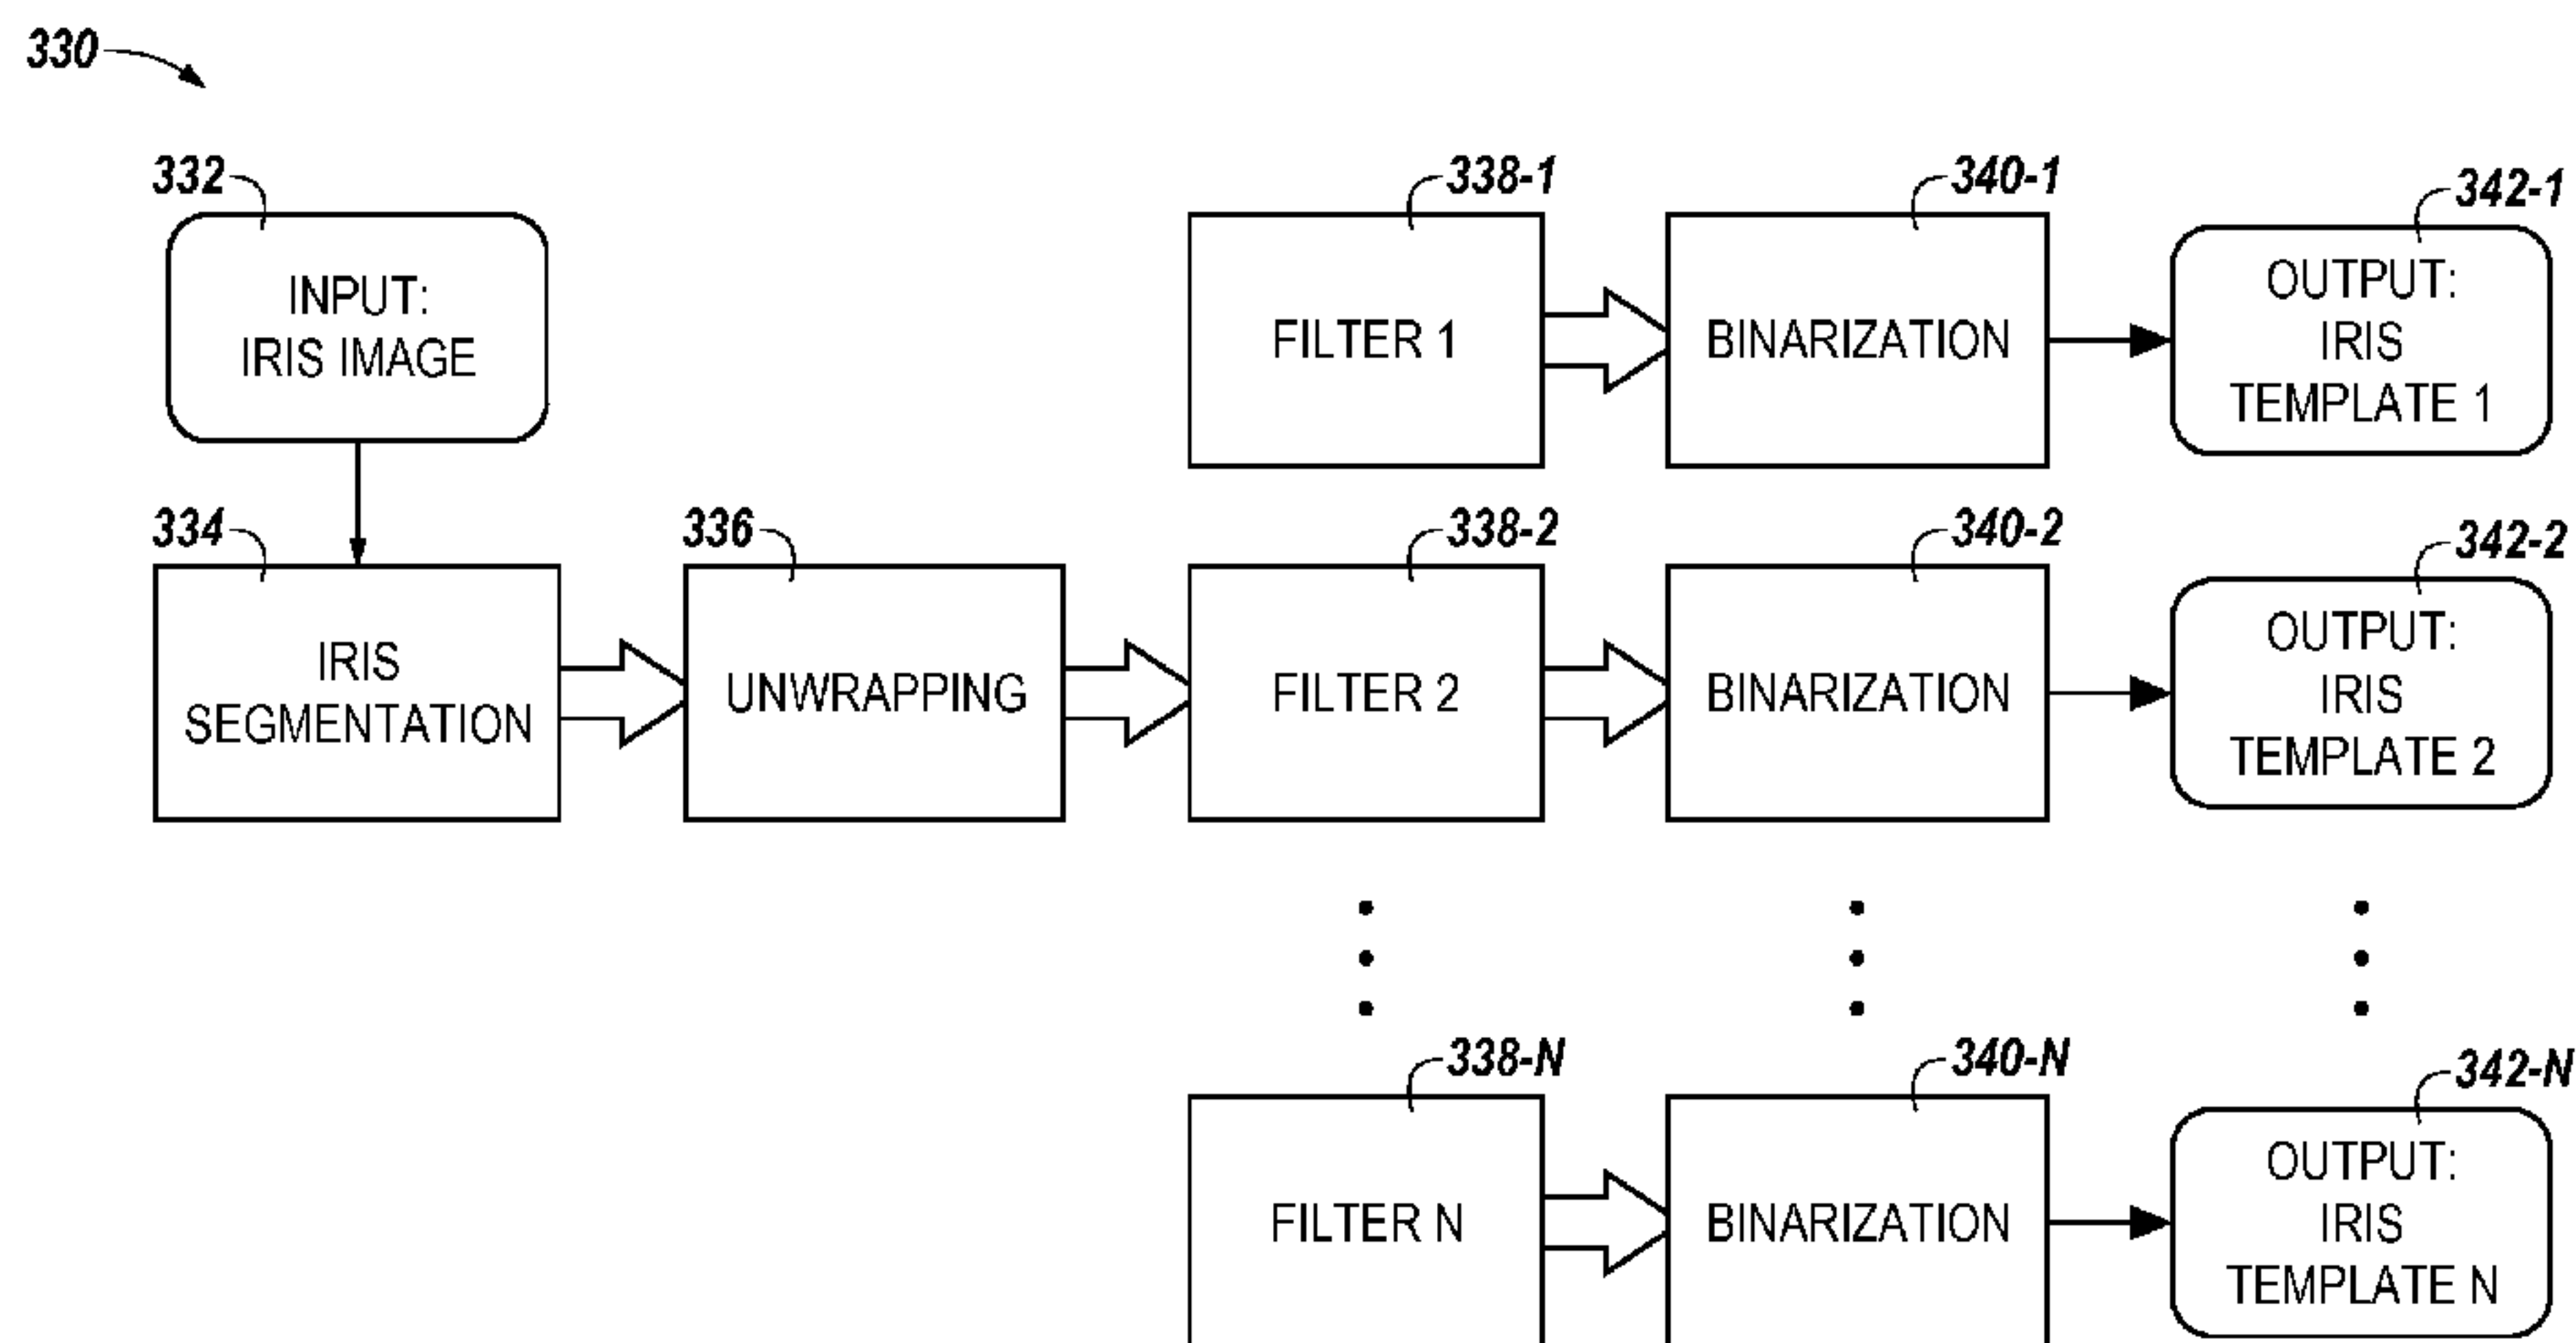 330
332
338-1
340-1
342-1
INPUT:
IRIS IMAGE
FILTER 1
BINARIZATION
OUTPUT:
IRIS
TEMPLATE 1
334
336
338-2
340-2
342-2
IRIS
SEGMENTATION
UNWRAPPING
FILTER 2
BINARIZATION
OUTPUT:
IRIS
TEMPLATE 2
338-N
340-N
342-N
FILTER N
BINARIZATION
OUTPUT:
IRIS
TEMPLATE N